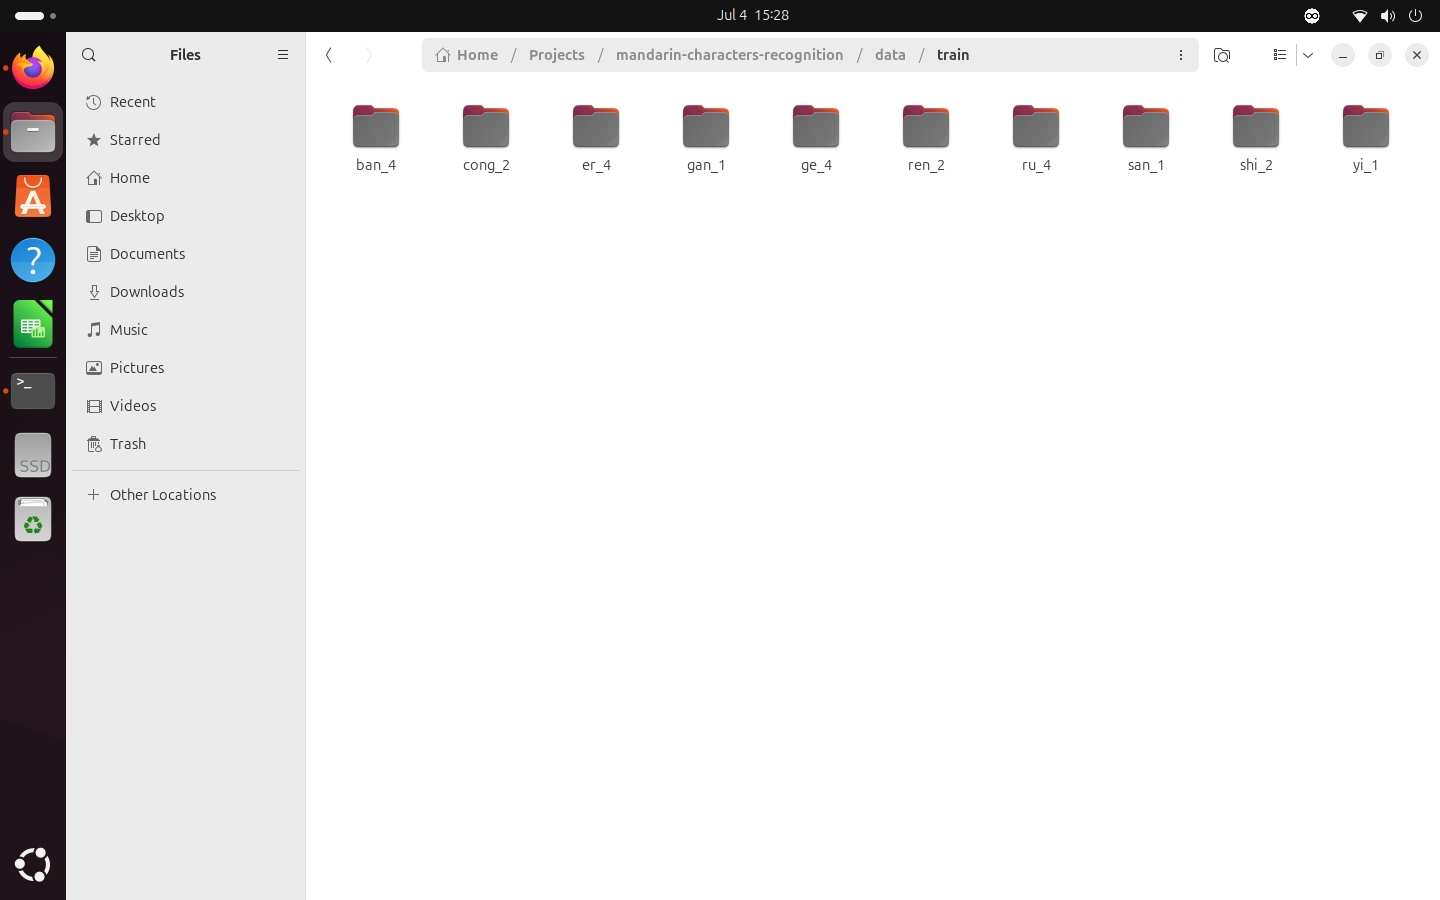 Jul 4 15:28
Files
Home / Projects / mandarin-characters-recognition / data / train
Recent
Starred
Home
Desktop
Documents
Downloads
Music
Pictures
Videos
Trash
Other Locations
ban_4 cong_2 er_4 gan_1 ge_4 ren_2 ru_4 san_1 shi_2 yi_1
>_
SSD